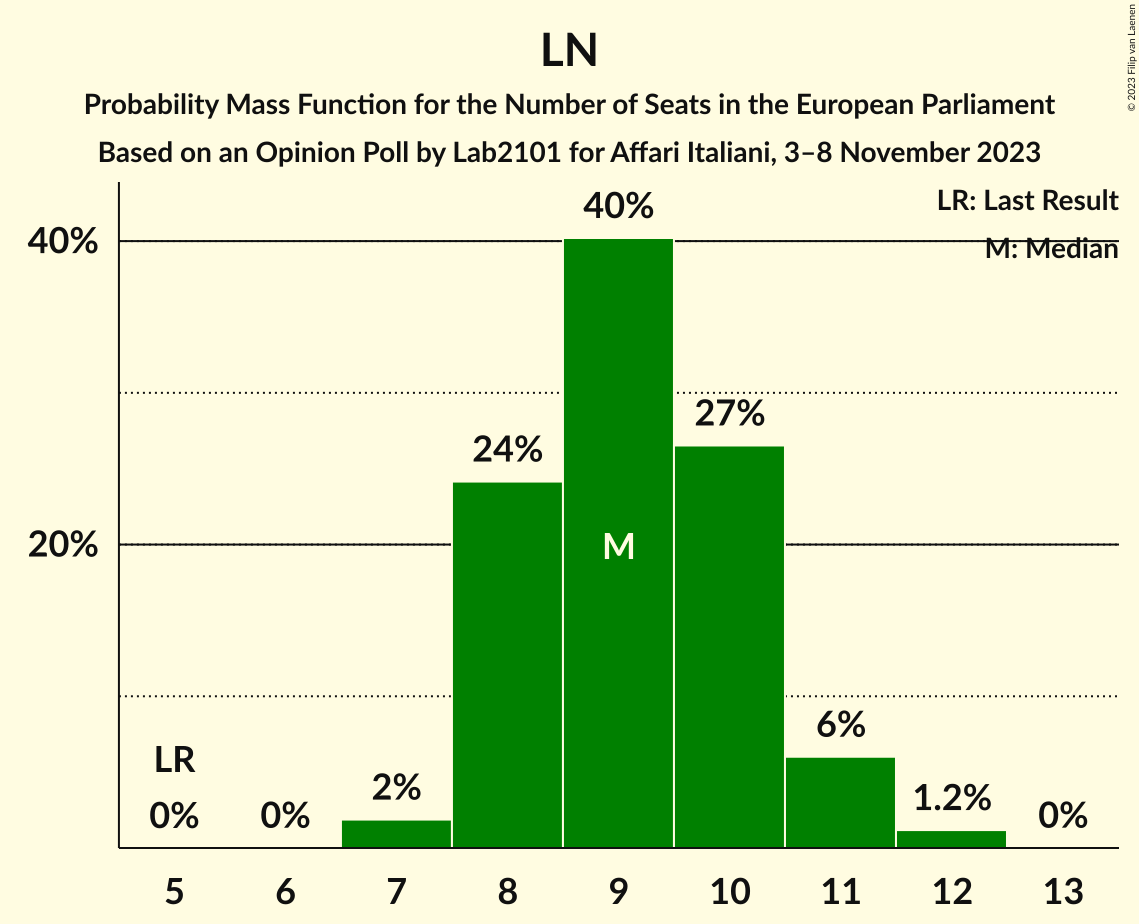 LN
Probability Mass Function for the Number of Seats in the European Parliament
Based on an Opinion Poll by Lab2101 for Affari Italiani, 3–8 November 2023
© 2023 Filip van Laenen
LR: Last Result
M: Median
40%
20%
LR
0%
0%
2%
24%
40%
M
27%
6%
1.2%
0%
5 6 7 8 9 10 11 12 13